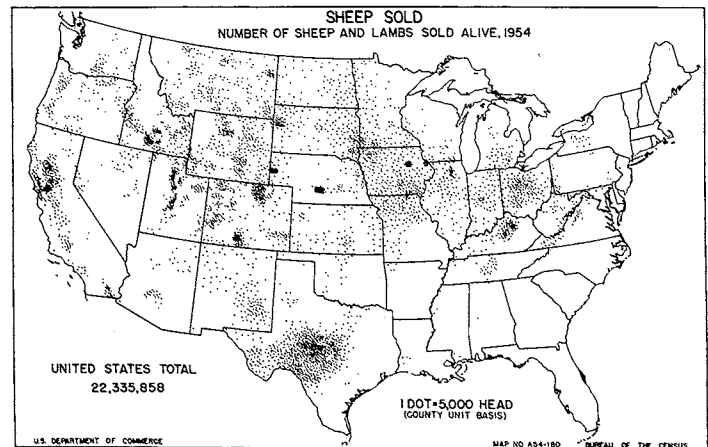 SHEEP SOLD
NUMBER OF SHEEP AND LAMBS SOLD ALIVE, 1954
UNITED STATES TOTAL
22,335,858
1 DOT=5,000 HEAD
(COUNTY UNIT BASIS)
U.S. DEPARTMENT OF COMMERCE
MAP NO. A54-180
BUREAU OF THE CENSUS